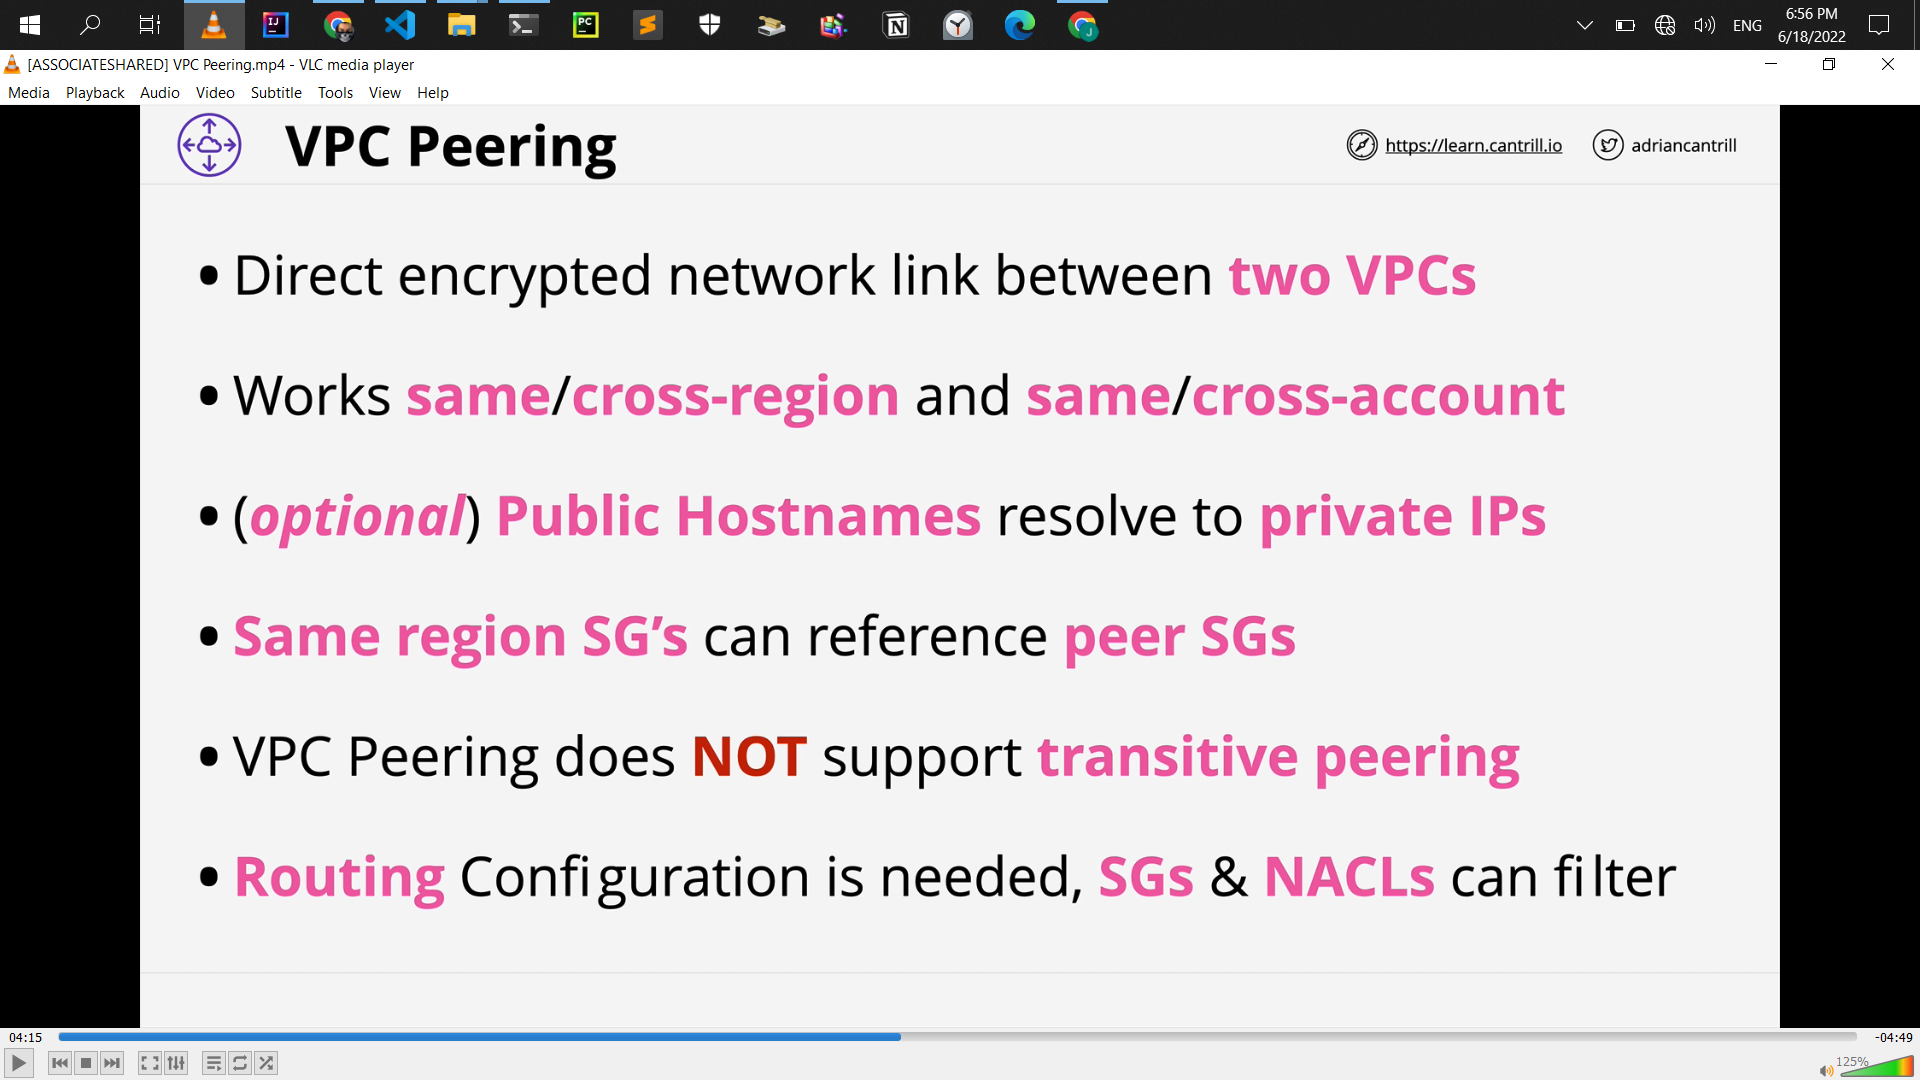 IJ
PC
N
J
ENG
6:56 PM
6/18/2022
[ASSOCIATESHARED] VPC Peering.mp4 - VLC media player
Media Playback Audio Video Subtitle Tools View Help
VPC Peering
https://learn.cantrill.io
adriancantrill
• Direct encrypted network link between two VPCs
• Works same/cross-region and same/cross-account
• (optional) Public Hostnames resolve to private IPs
• Same region SG’s can reference peer SGs
• VPC Peering does NOT support transitive peering
• Routing Configuration is needed, SGs & NACLs can filter
04:15
-04:49
125%